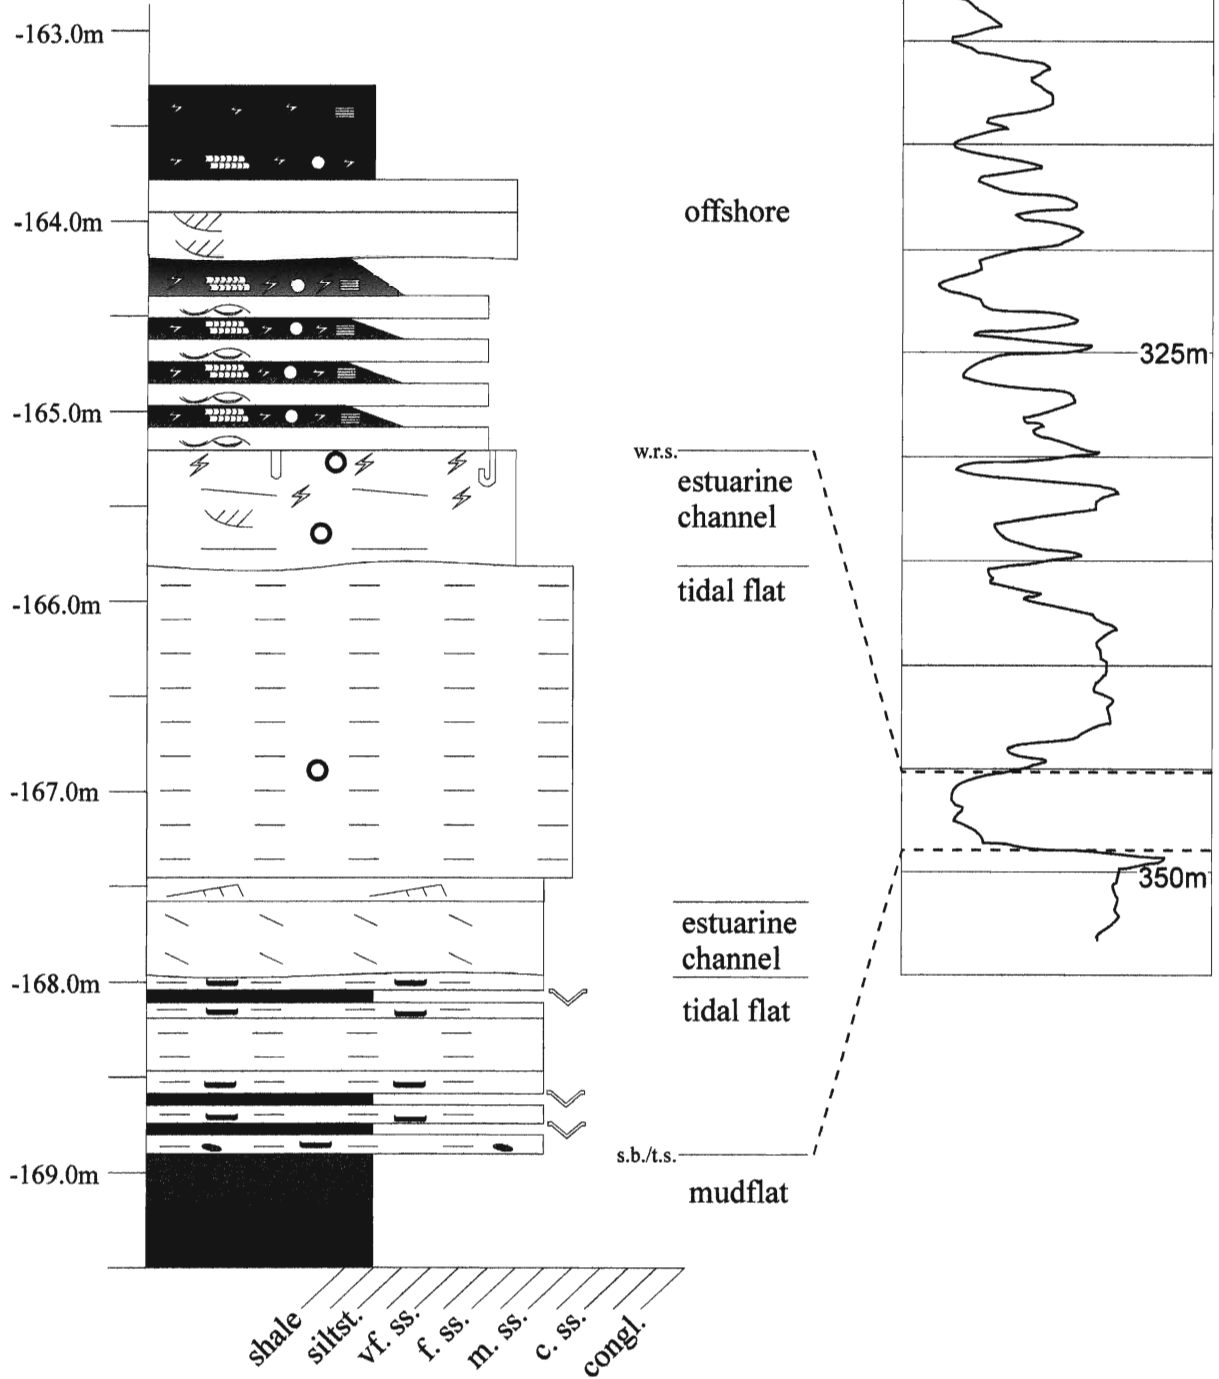 -163.0m
-164.0m
offshore
325m
-165.0m
w.r.s.
estuarine
channel
tidal flat
-166.0m
-167.0m
350m
estuarine
channel
-168.0m
tidal flat
s.b./t.s.
-169.0m
mudflat
shale
siltst.
vf. ss.
f. ss.
m. ss.
c. ss.
congl.